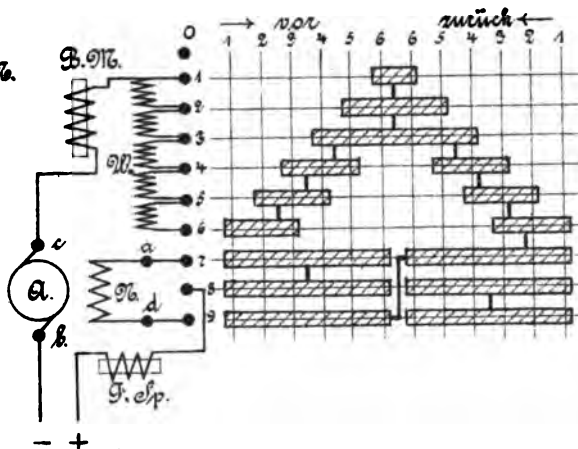 O → vor zurück ←
1 2 3 4 5 6 6 5 4 3 2 1
B. M.
1
2
3
W. 4
5
6
c
a 7
A. N. 8
d 9
b.
F. Sp.
− +